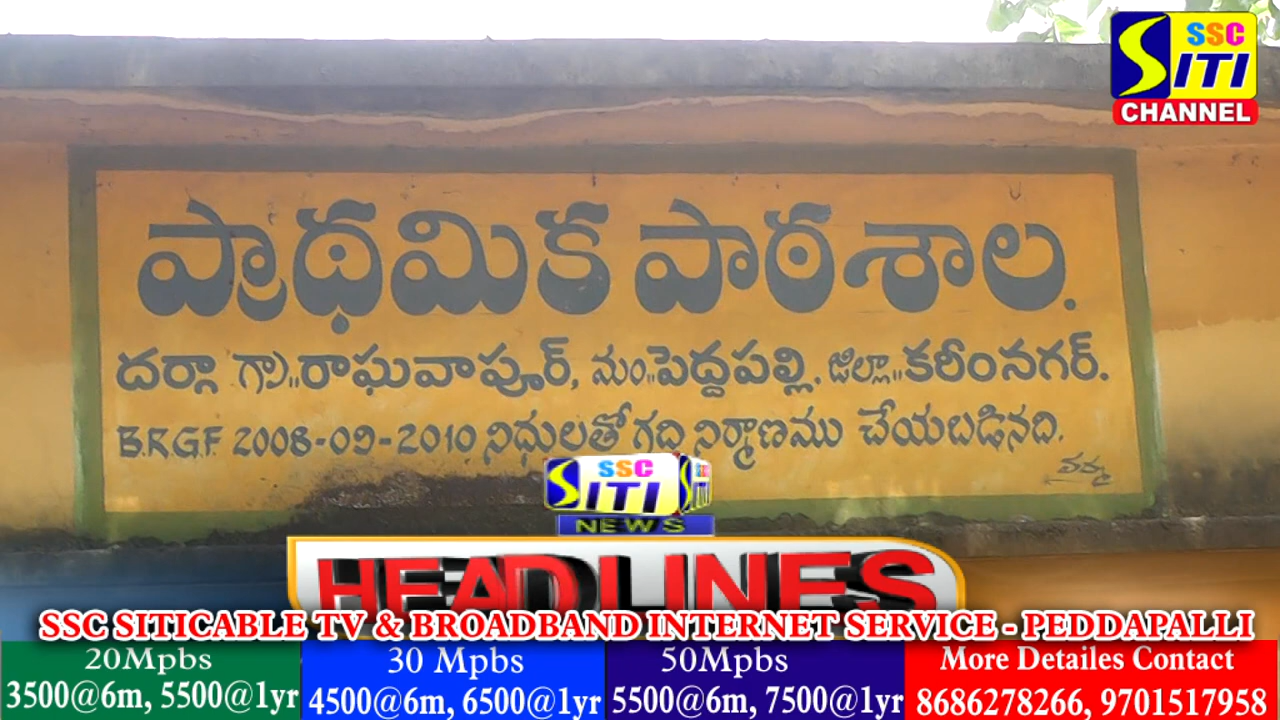 SSC
SITI
CHANNEL
ప్రాథమిక పాఠశాల.
దర్గా గ్రా..రాఘవాపూర్, మం..పెద్దపల్లి. జిల్లా..కరీంనగర్.
B.R.G.F. 2008-09-2010 నిధులతో గది నిర్మాణము చేయబడినది.
వర్మ
SSC
SITI
NEWS
HEADLINES
SSC SITICABLE TV & BROADBAND INTERNET SERVICE - PEDDAPALLI
20Mpbs 30 Mpbs 50Mpbs More Detailes Contact
3500@6m, 5500@1yr 4500@6m, 6500@1yr 5500@6m, 7500@1yr 8686278266, 9701517958